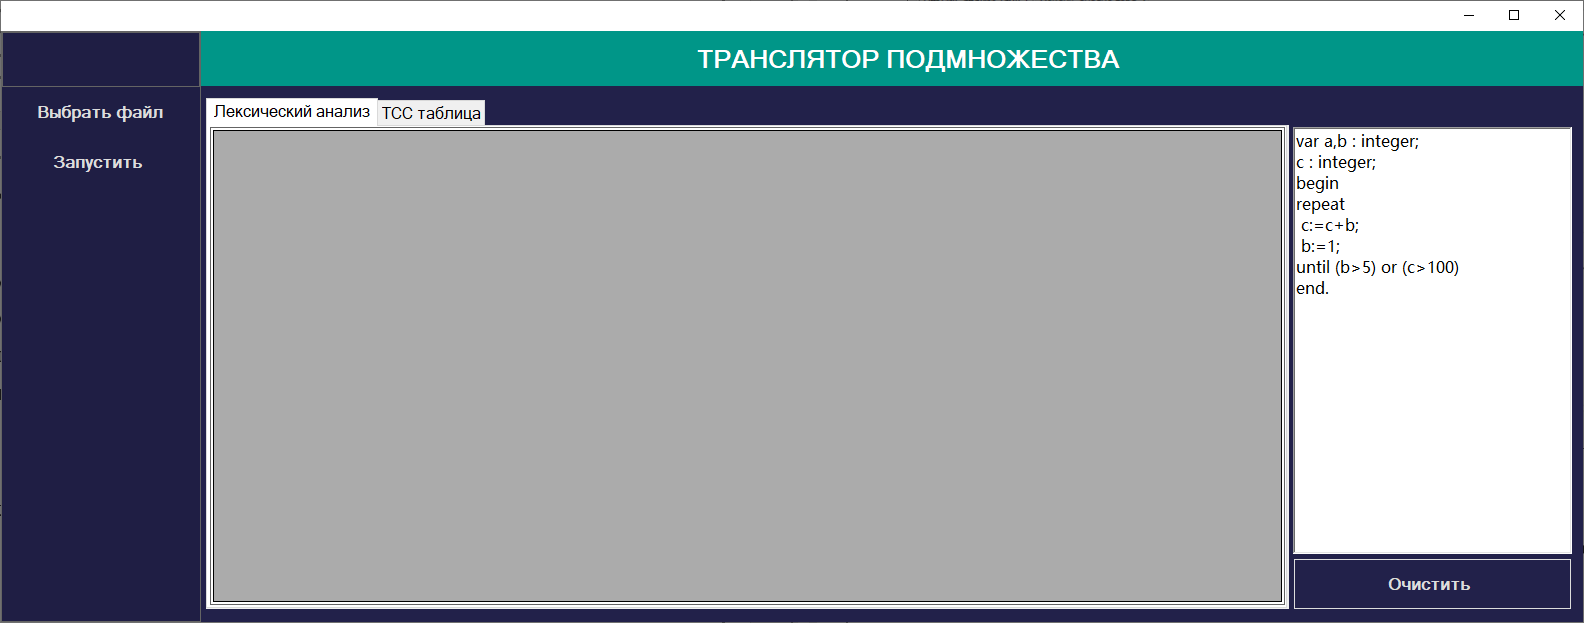 ТРАНСЛЯТОР ПОДМНОЖЕСТВА
Выбрать файл
Запустить
Лексический анализ
ТСС таблица
var a,b : integer;
c : integer;
begin
repeat
c:=c+b;
b:=1;
until (b>5) or (c>100)
end.
Очистить